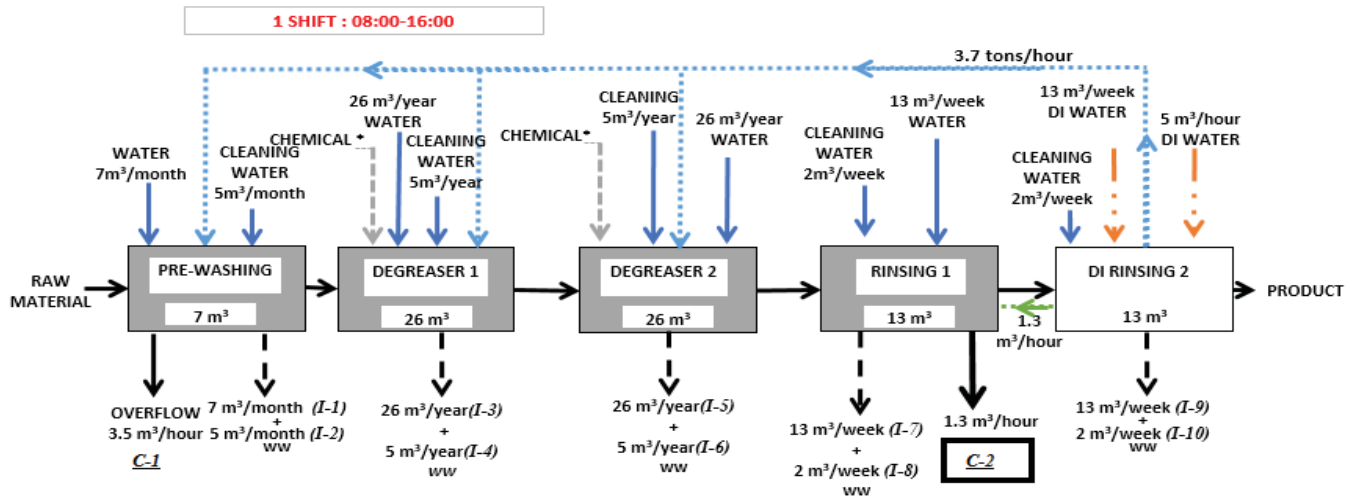 1 SHIFT : 08:00-16:00
3.7 tons/hour
WATER
7m³/month
CLEANING
WATER
5m³/month
CHEMICAL*
26 m³/year
WATER
CLEANING
WATER
5m³/year
CHEMICAL*
CLEANING
5m³/year
26 m³/year
WATER
CLEANING
WATER
2m³/week
13 m³/week
WATER
CLEANING
WATER
2m³/week
13 m³/week
DI WATER
5 m³/hour
DI WATER
RAW
MATERIAL
PRE-WASHING
7 m³
DEGREASER 1
26 m³
DEGREASER 2
26 m³
RINSING 1
13 m³
1.3
m³/hour
DI RINSING 2
13 m³
PRODUCT
OVERFLOW
3.5 m³/hour
C-1
7 m³/month (I-1)
+
5 m³/month (I-2)
ww
26 m³/year(I-3)
+
5 m³/year(I-4)
ww
26 m³/year(I-5)
+
5 m³/year(I-6)
ww
13 m³/week (I-7)
+
2 m³/week (I-8)
ww
1.3 m³/hour
C-2
13 m³/week (I-9)
+
2 m³/week (I-10)
ww